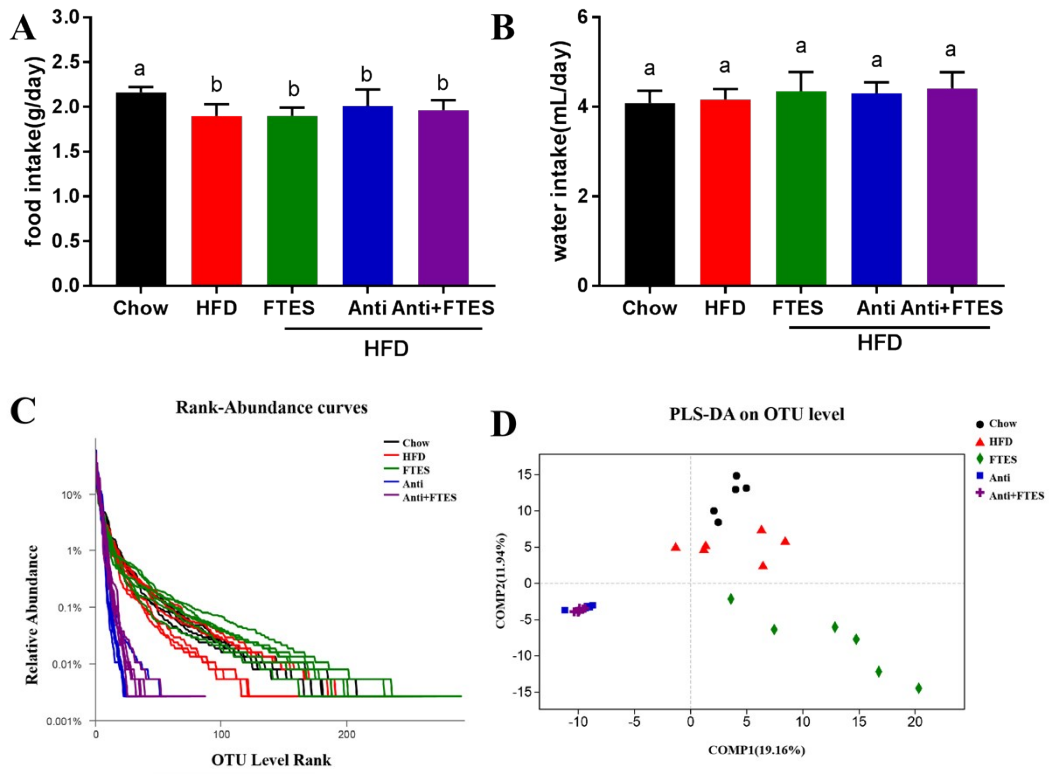 A
food intake(g/day)
3.0
2.5
2.0
1.5
1.0
0.5
0.0
a
b
b
b
b
Chow HFD FTES Anti Anti+FTES
HFD
B
water intake(mL/day)
6
4
2
0
a
a
a
a
a
Chow HFD FTES Anti Anti+FTES
HFD
C
Rank-Abundance curves
Chow
HFD
FTES
Anti
Anti+FTES
Relative Abundance
10%
1%
0.1%
0.01%
0.001%
0 100 200
OTU Level Rank
D
PLS-DA on OTU level
Chow
HFD
FTES
Anti
Anti+FTES
COMP2(11.94%)
15
10
5
0
-5
-10
-15
-10 -5 0 5 10 15 20
COMP1(19.16%)